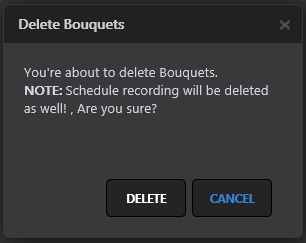 Delete Bouquets ×
You're about to delete Bouquets.
NOTE: Schedule recording will be deleted
as well! , Are you sure?
DELETE CANCEL